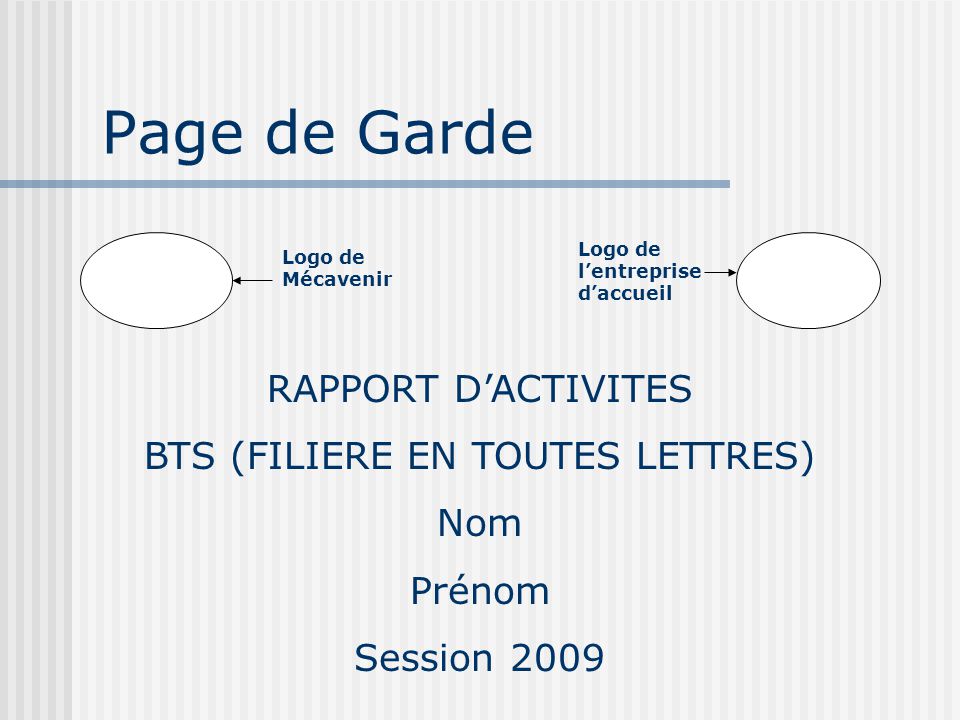 Page de Garde
Logo de
Mécavenir
Logo de
l’entreprise
d’accueil
RAPPORT D’ACTIVITES
BTS (FILIERE EN TOUTES LETTRES)
Nom
Prénom
Session 2009